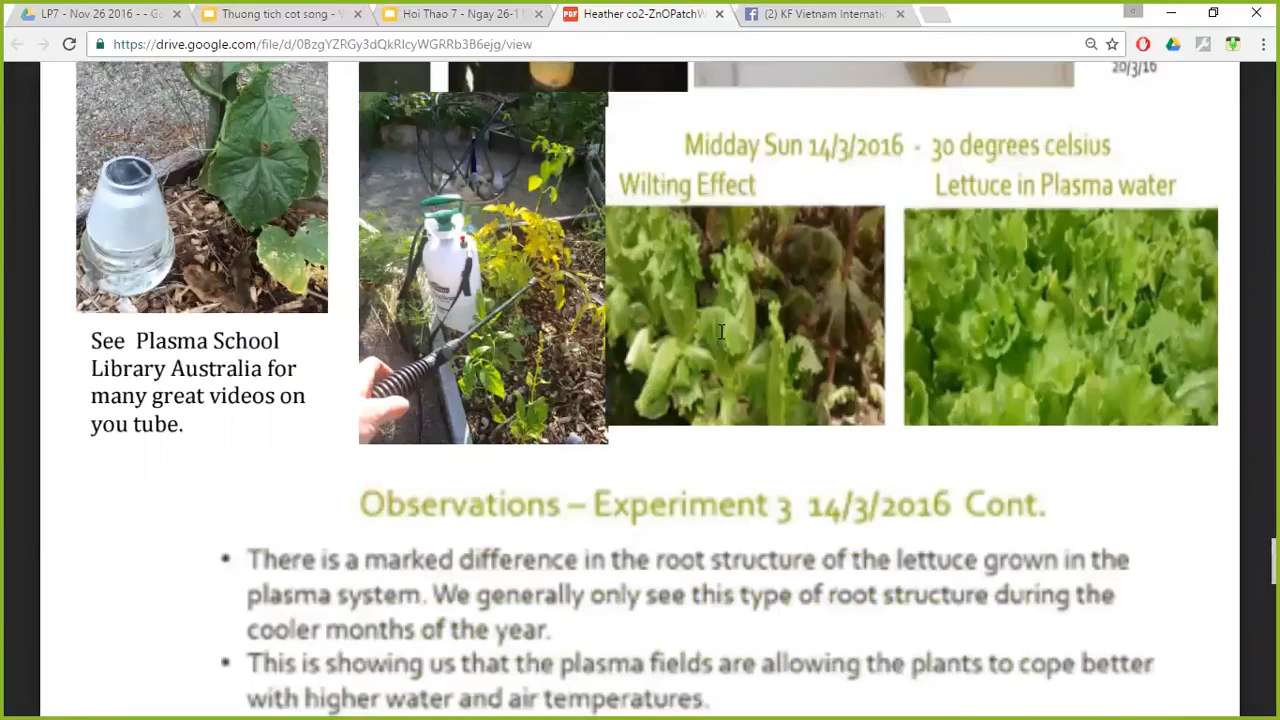 LP7 - Nov 26 2016 - - Go
Thuong tich cot song - V
Hoi Thao 7 - Ngay 26-11
Heather co2-ZnOPatchW
(2) KF Vietnam Internatio
https://drive.google.com/file/d/0BzgYZRGy3dQkRlcyWGRRb3B6ejg/view
20/3/16
Midday Sun 14/3/2016 - 30 degrees celsius
Wilting Effect
Lettuce in Plasma water
See Plasma School
Library Australia for
many great videos on
you tube.
Observations – Experiment 3 14/3/2016 Cont.
• There is a marked difference in the root structure of the lettuce grown in the
plasma system. We generally only see this type of root structure during the
cooler months of the year.
• This is showing us that the plasma fields are allowing the plants to cope better
with higher water and air temperatures.